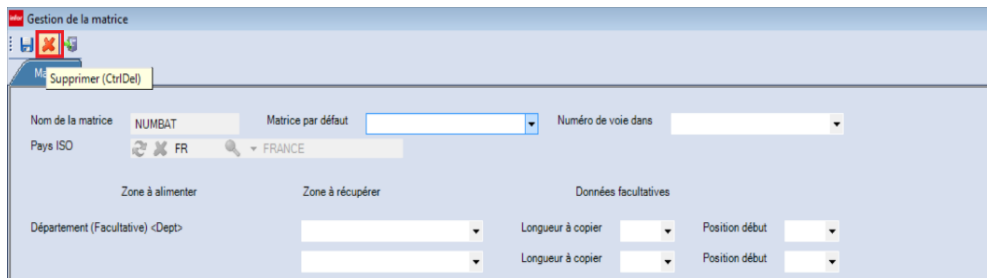 infor Gestion de la matrice
Ma
Supprimer (CtrlDel)
Nom de la matrice NUMBAT Matrice par défaut Numéro de voie dans
Pays ISO FR FRANCE
Zone à alimenter Zone à récupérer Données facultatives
Département (Facultative) <Dept> Longueur à copier Position début
Longueur à copier Position début